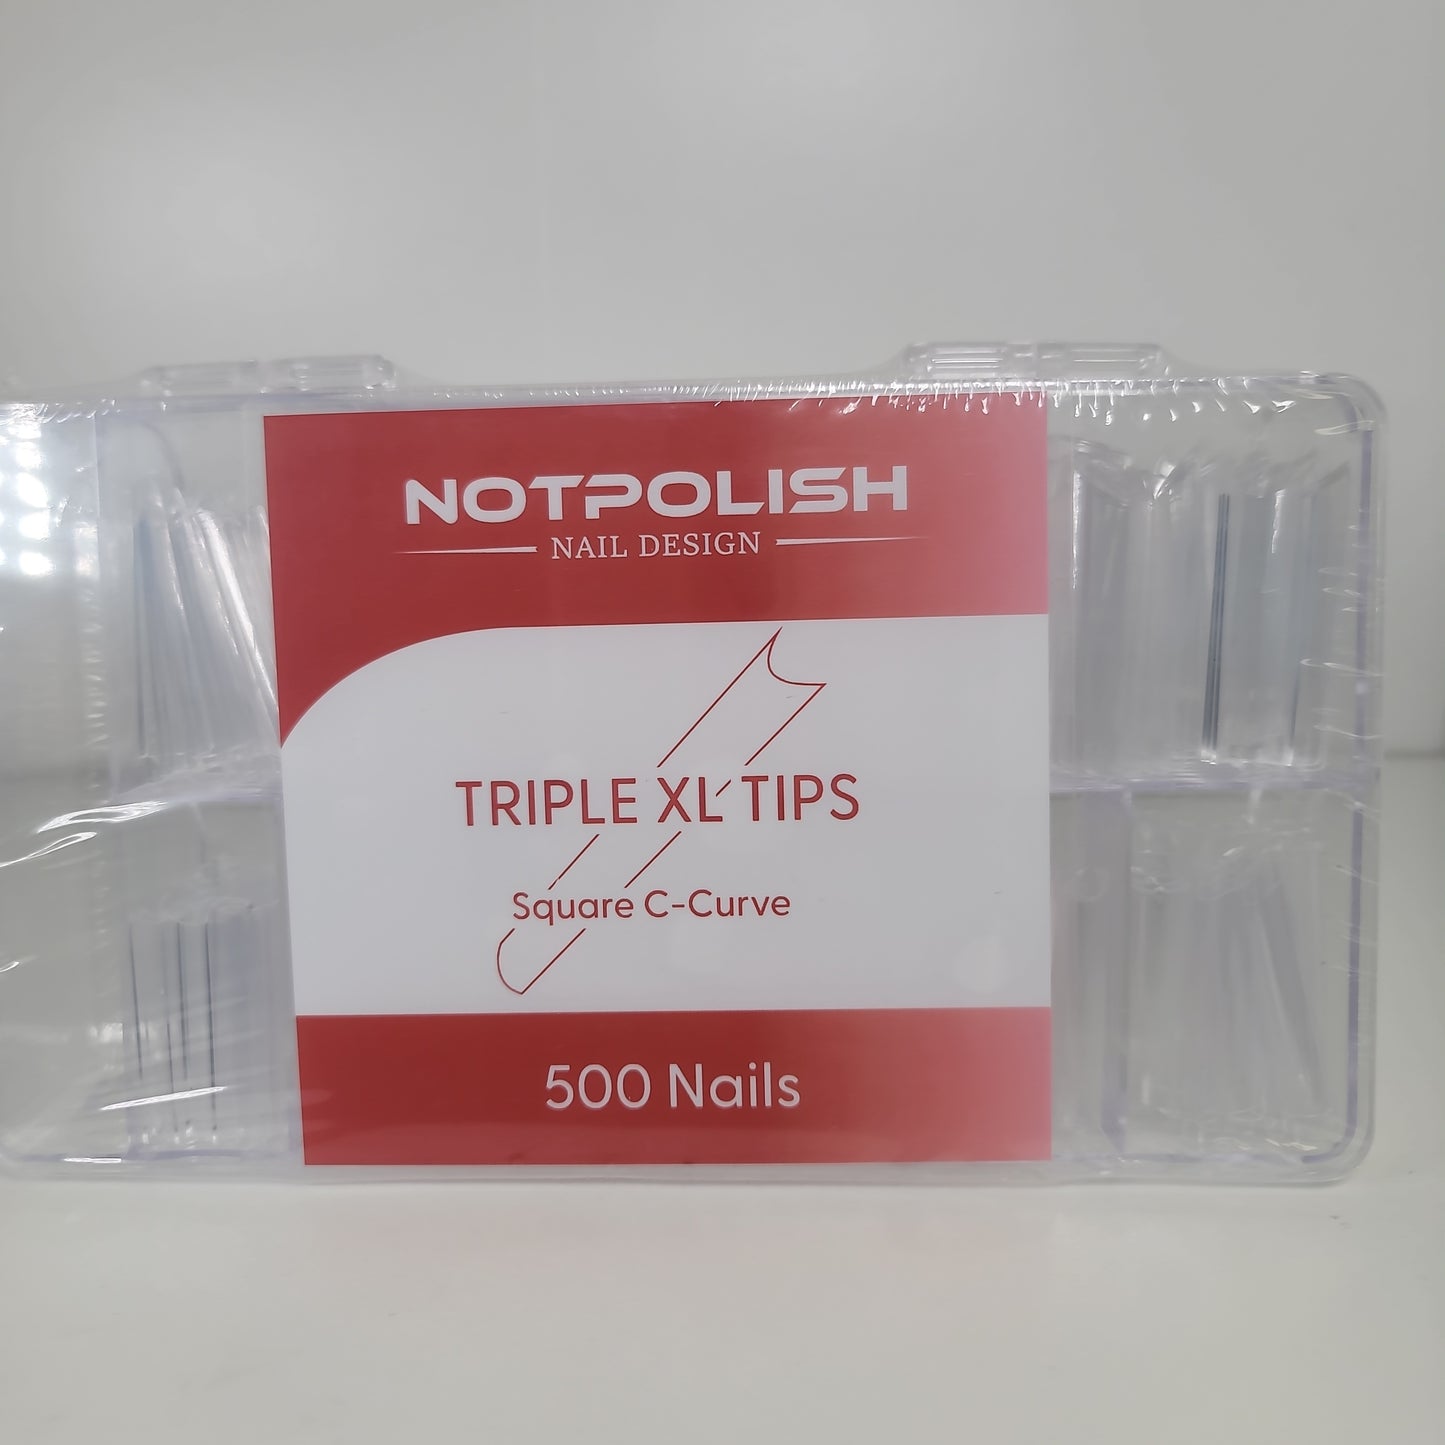 NOTPOLISH
NAIL DESIGN
TRIPLE XL TIPS
Square C-Curve
500 Nails